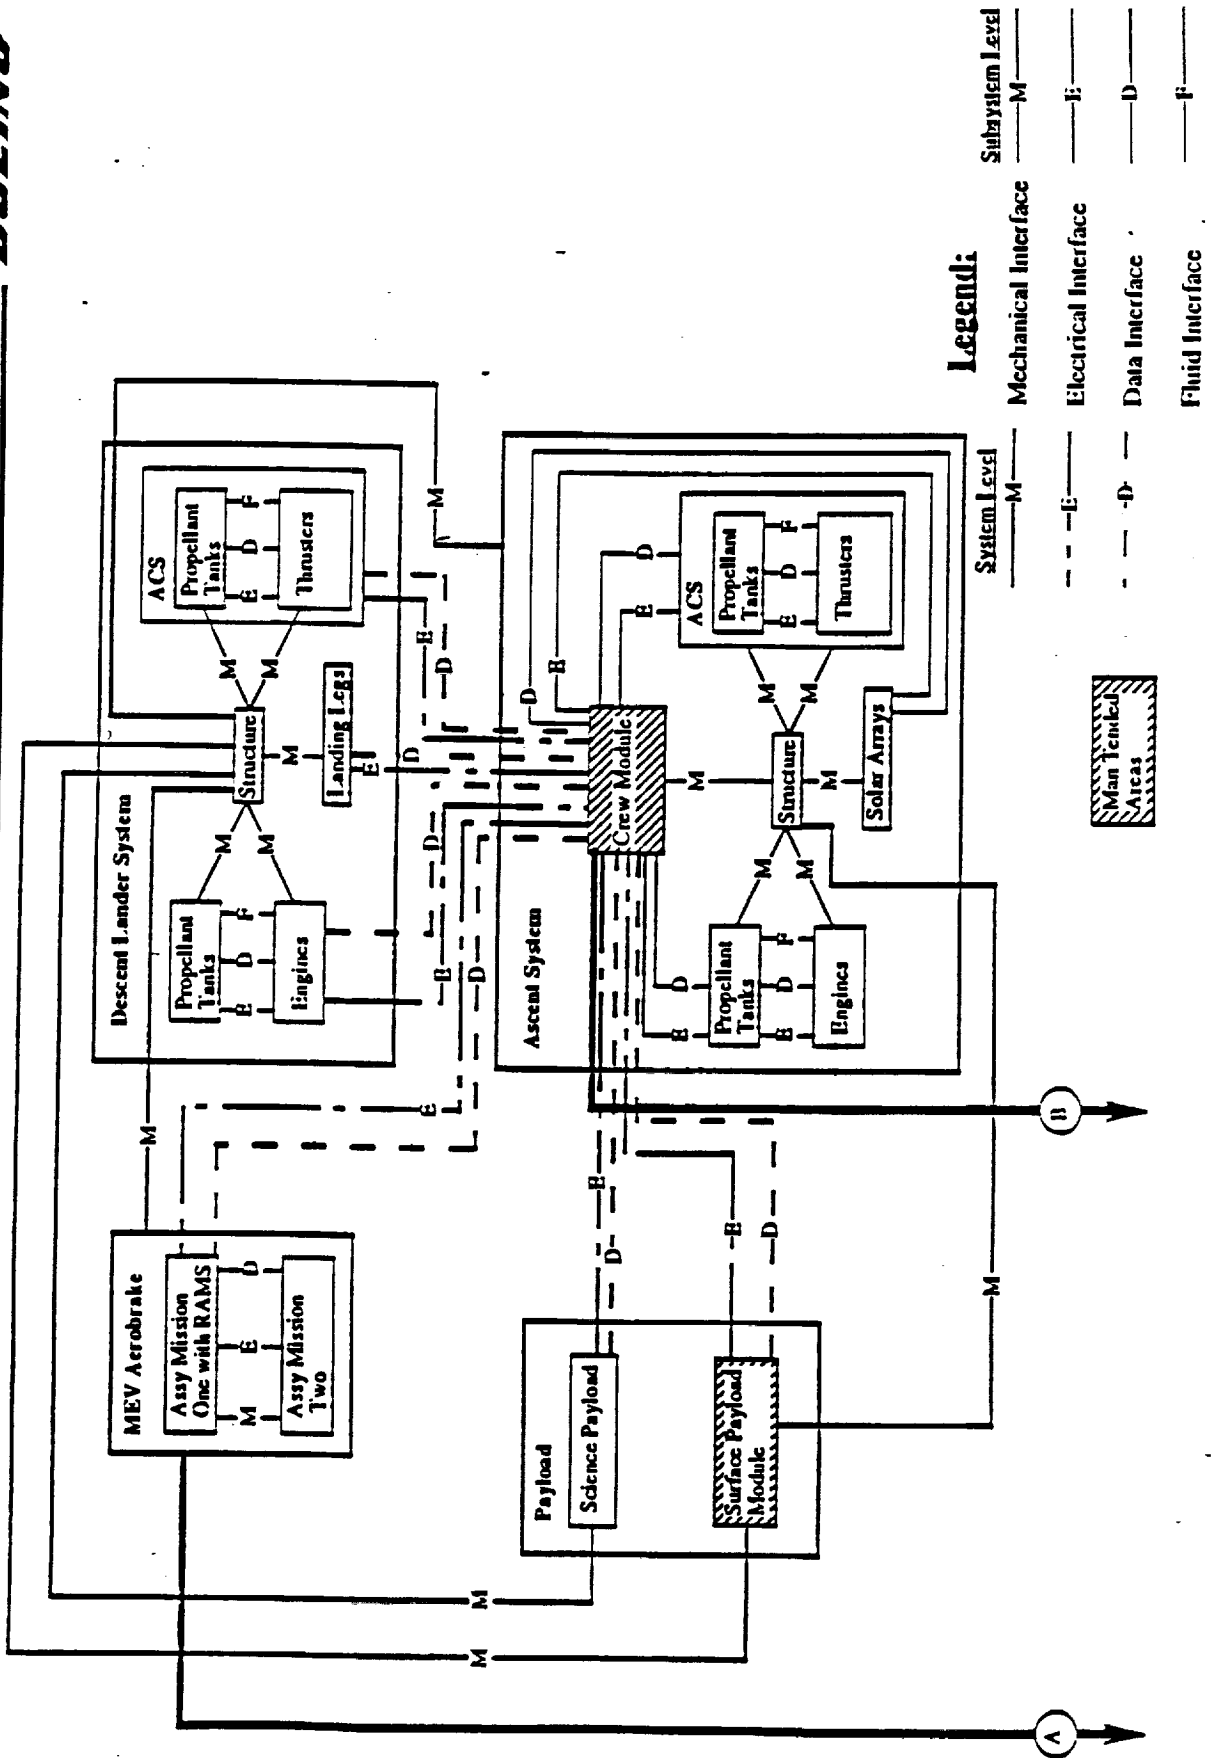 MEV Aerobrake
Assy Mission
One with RAMS
M
E
D
Assy Mission
Two
M
Descent Lander System
Propellant
Tanks
E
D
F
Engines
M
M
Structure
M
Landing Legs
M
M
ACS
Propellant
Tanks
E
D
F
Thrusters
M
E
D
E
D
D
E
E
D
M
M
Payload
Science Payload
Surface Payload
Module
E
D
E
D
M
Ascent System
Crew Module
D
E
E
D
M
E
D
Propellant
Tanks
E
D
F
Engines
M
M
Structure
M
Solar Arrays
M
M
ACS
Propellant
Tanks
E
D
F
Thrusters
A
B
Legend:
System Level
Subsystem Level
M
Mechanical Interface
M
E
Electrical Interface
E
D
Data Interface
D
Fluid Interface
F
Man Tended
Areas